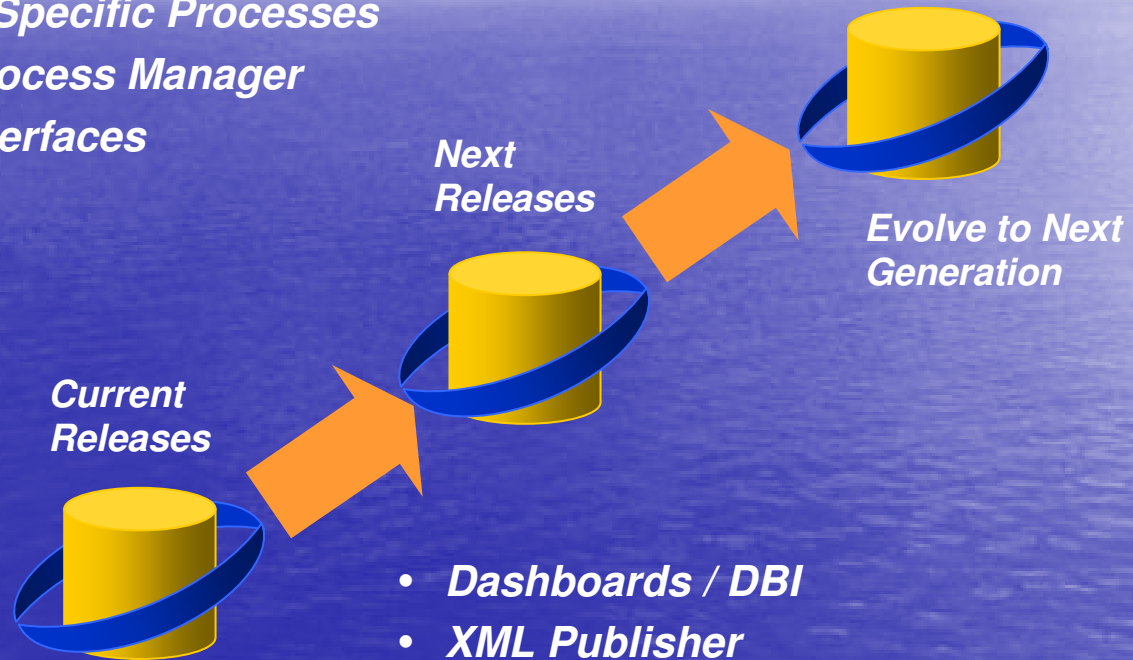 Specific Processes
ocess Manager
erfaces
Next
Releases
Evolve to Next
Generation
Current
Releases
• Dashboards / DBI
• XML Publisher